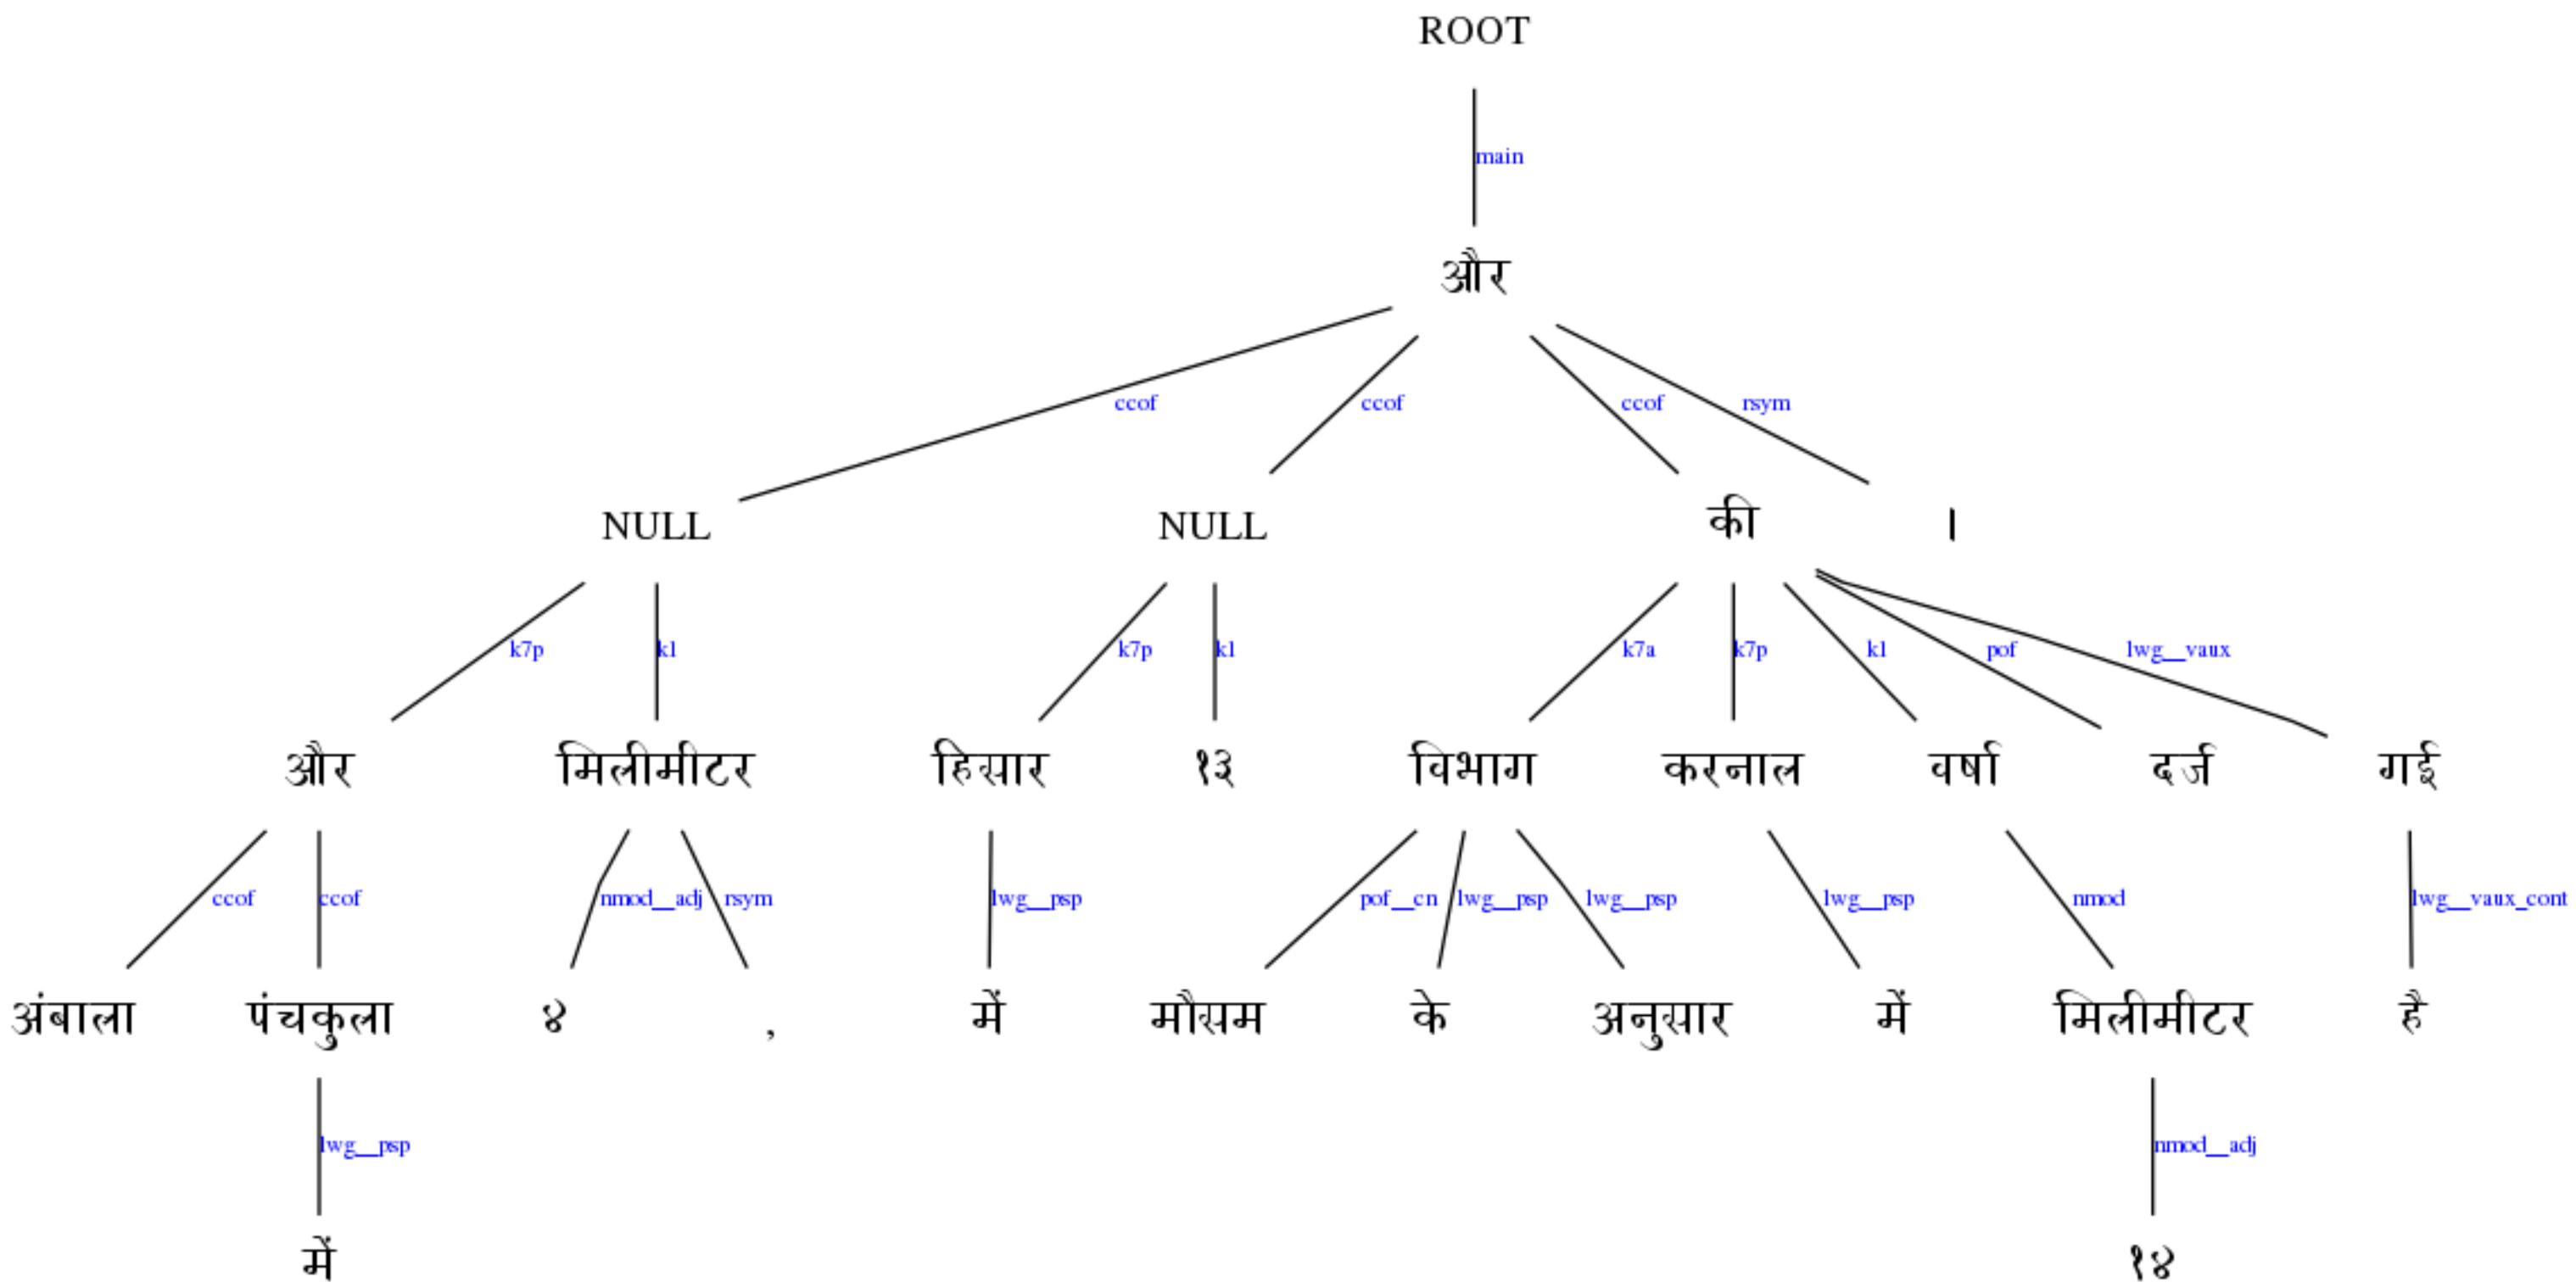 ROOT
main
और
ccof ccof ccof rsym
NULL NULL की ।
k7p k1 k7p k1 k7a k7p k1 pof lwg__vaux
और मिलीमीटर हिसार १३ विभाग करनाल वर्षा दर्ज गई
ccof ccof nmod__adj rsym lwg__psp pof__cn lwg__psp lwg__psp lwg__psp nmod lwg__vaux_cont
अंबाला पंचकुला ४ , में मौसम के अनुसार में मिलीमीटर है
lwg__psp nmod__adj
में १४